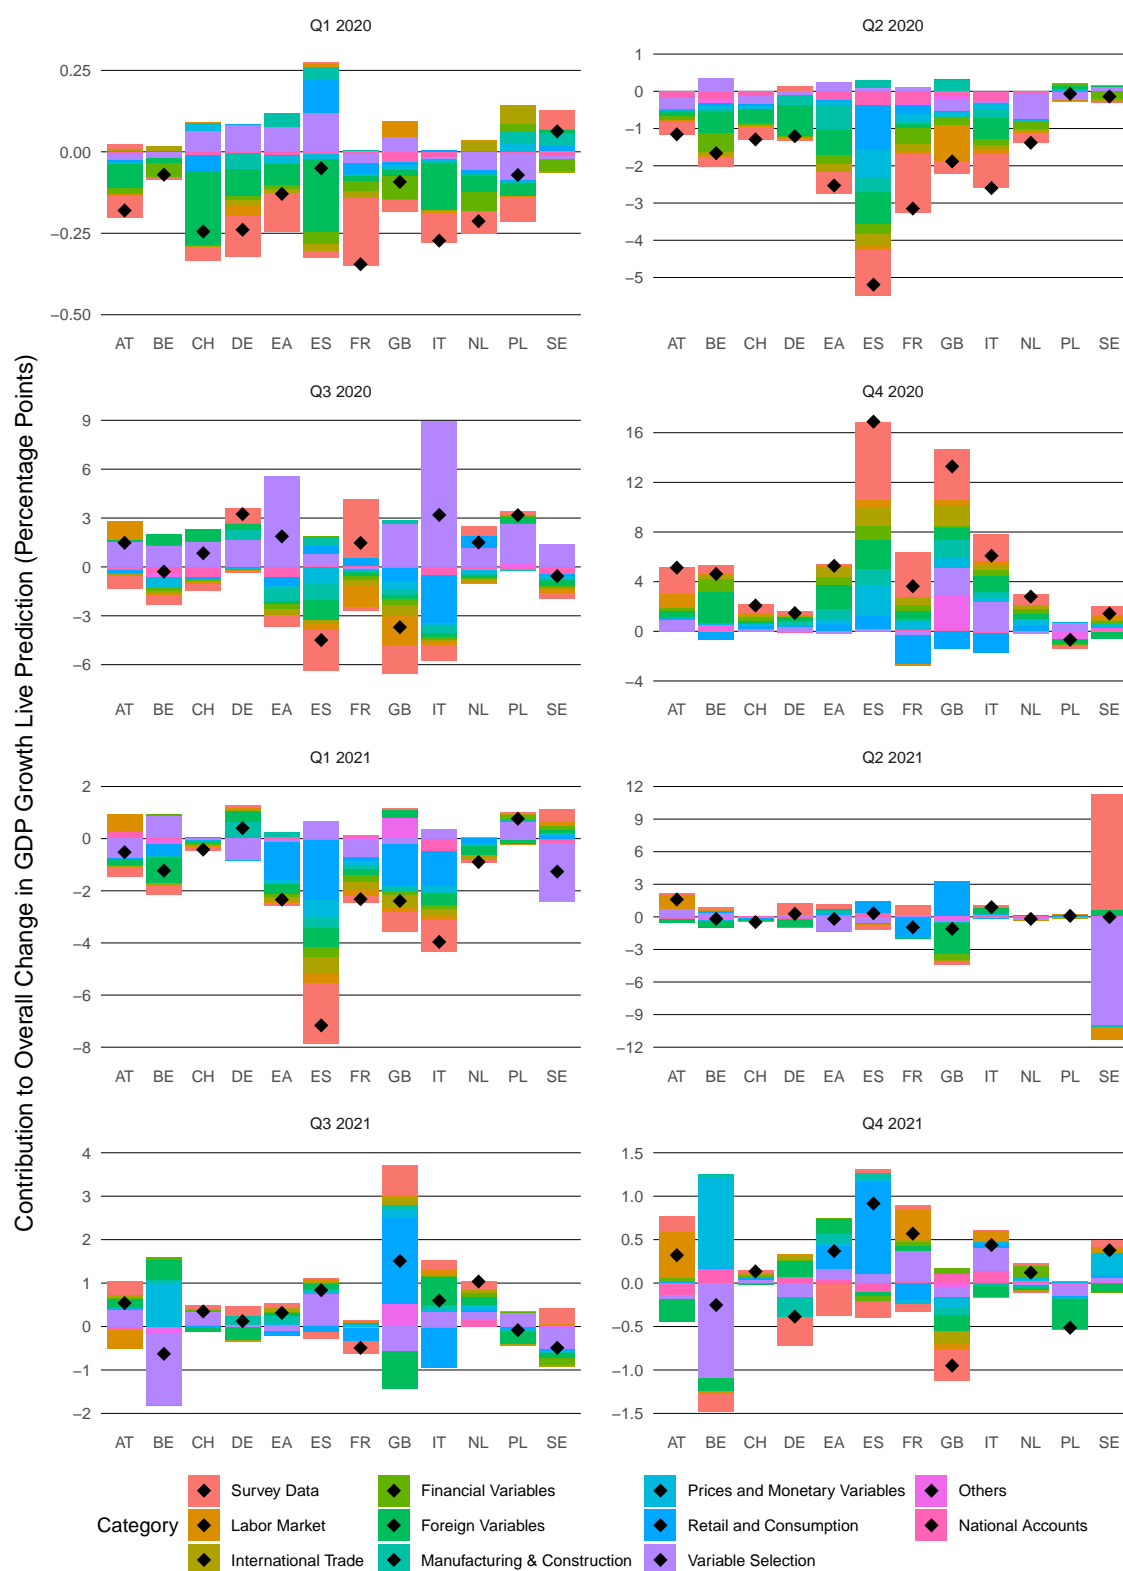 Contribution to Overall Change in GDP Growth Live Prediction (Percentage Points)
Q1 2020
0.25
0.00
−0.25
−0.50
AT BE CH DE EA ES FR GB IT NL PL SE
Q2 2020
1
0
−1
−2
−3
−4
−5
AT BE CH DE EA ES FR GB IT NL PL SE
Q3 2020
9
6
3
0
−3
−6
AT BE CH DE EA ES FR GB IT NL PL SE
Q4 2020
16
12
8
4
0
−4
AT BE CH DE EA ES FR GB IT NL PL SE
Q1 2021
2
0
−2
−4
−6
−8
AT BE CH DE EA ES FR GB IT NL PL SE
Q2 2021
12
9
6
3
0
−3
−6
−9
−12
AT BE CH DE EA ES FR GB IT NL PL SE
Q3 2021
4
3
2
1
0
−1
−2
AT BE CH DE EA ES FR GB IT NL PL SE
Q4 2021
1.5
1.0
0.5
0.0
−0.5
−1.0
−1.5
AT BE CH DE EA ES FR GB IT NL PL SE
Category
Survey Data
Labor Market
International Trade
Financial Variables
Foreign Variables
Manufacturing & Construction
Prices and Monetary Variables
Retail and Consumption
Variable Selection
Others
National Accounts